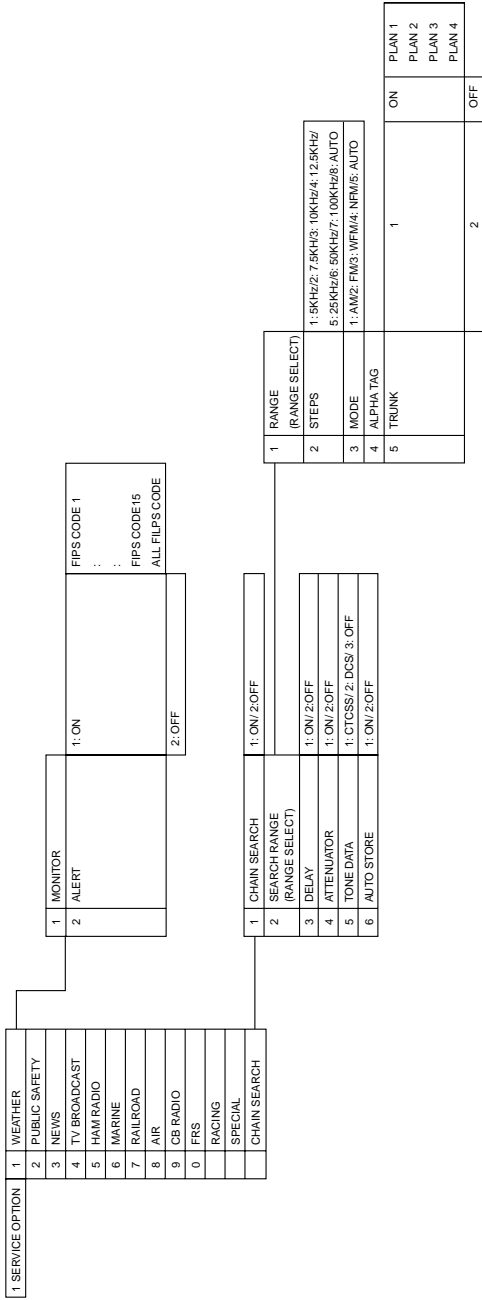 1 SERVICE OPTION
1 WEATHER
2 PUBLIC SAFETY
3 NEWS
4 TV BROADCAST
5 HAM RADIO
6 MARINE
7 RAILROAD
8 AIR
9 CB RADIO
0 FRS
RACING
SPECIAL
CHAIN SEARCH
1 MONITOR
2 ALERT
1: ON
FIPS CODE 1
:
:
FIPS CODE15
ALL FILPS CODE
2: OFF
1 CHAIN SEARCH 1: ON/ 2:OFF
2 SEARCH RANGE
(RANGE SELECT)
3 DELAY 1: ON/ 2:OFF
4 ATTENUATOR 1: ON/ 2:OFF
5 TONE DATA 1: CTCSS/ 2: DCS/ 3: OFF
6 AUTO STORE 1: ON/ 2:OFF
1 RANGE
(RANGE SELECT)
2 STEPS 1: 5KHz/2: 7.5KH/3: 10KHz/4: 12.5KHz/
5: 25KHz/6: 50KHz/7: 100KHz/8: AUTO
3 MODE 1: AM/2: FM/3: WFM/4: NFM/5: AUTO
4 ALPHA TAG
5 TRUNK 1 ON PLAN 1
PLAN 2
PLAN 3
PLAN 4
2 OFF